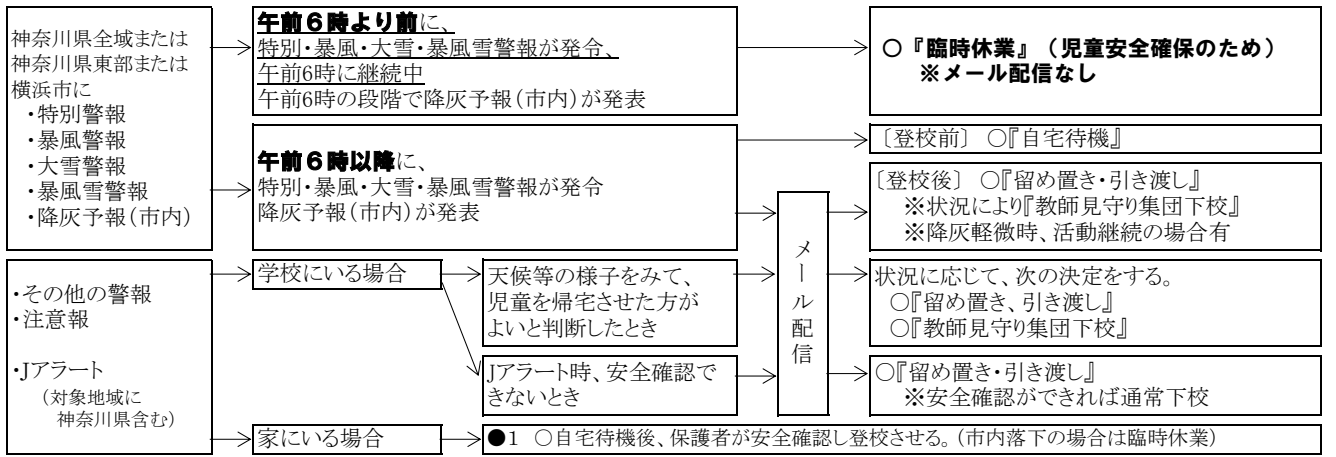 神奈川県全域または
神奈川県東部または
横浜市に
・特別警報
・暴風警報
・大雪警報
・暴風雪警報
・降灰予報(市内)
午前６時より前に、
特別・暴風・大雪・暴風雪警報が発令、
午前6時に継続中
午前6時の段階で降灰予報(市内)が発表
○『臨時休業』（児童安全確保のため）
※メール配信なし
午前６時以降に、
特別・暴風・大雪・暴風雪警報が発令
降灰予報(市内)が発表
〔登校前〕 ○『自宅待機』
〔登校後〕 ○『留め置き・引き渡し』
※状況により『教師見守り集団下校』
※降灰軽微時、活動継続の場合有
メール配信
・その他の警報
・注意報
・Jアラート
(対象地域に
神奈川県含む)
学校にいる場合
天候等の様子をみて、
児童を帰宅させた方が
よいと判断したとき
状況に応じて、次の決定をする。
○『留め置き、引き渡し』
○『教師見守り集団下校』
Jアラート時、安全確認で
きないとき
○『留め置き・引き渡し』
※安全確認ができれば通常下校
家にいる場合
●1 ○自宅待機後、保護者が安全確認し登校させる。(市内落下の場合は臨時休業)